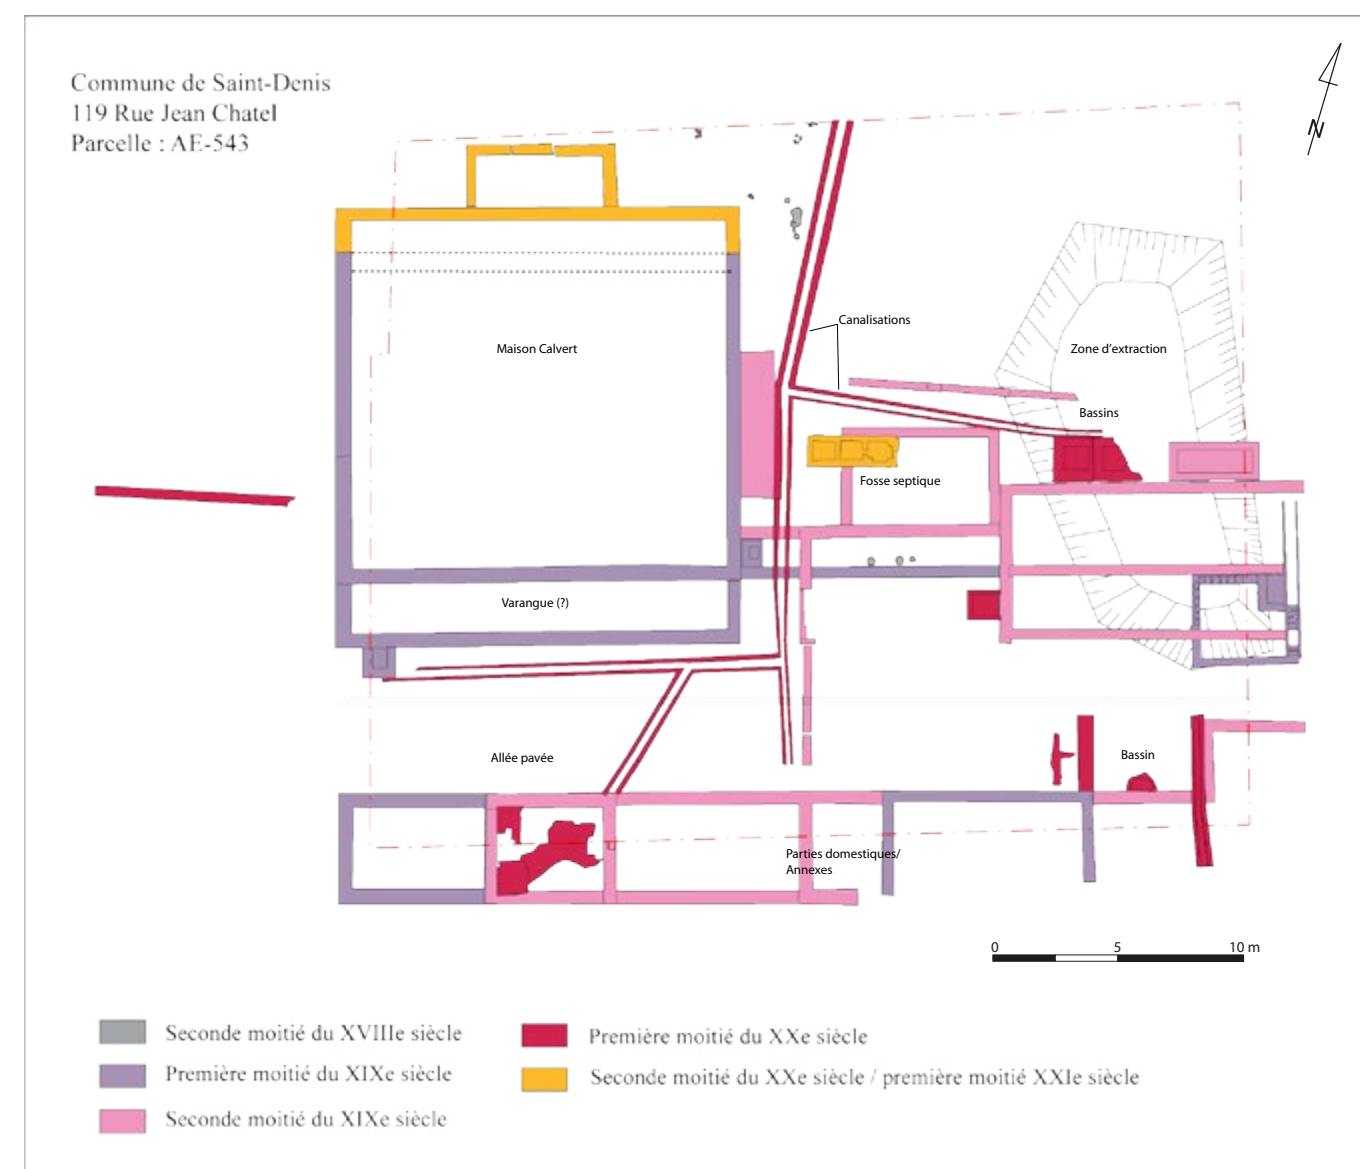 Commune de Saint-Denis
119 Rue Jean Chatel
Parcelle : AE-543
N
Canalisations
Maison Calvert
Zone d'extraction
Bassins
Fosse septique
Varangue (?)
Allée pavée
Bassin
Parties domestiques/
Annexes
0 5 10 m
Seconde moitié du XVIIIe siècle
Première moitié du XIXe siècle
Seconde moitié du XIXe siècle
Première moitié du XXe siècle
Seconde moitié du XXe siècle / première moitié XXIe siècle